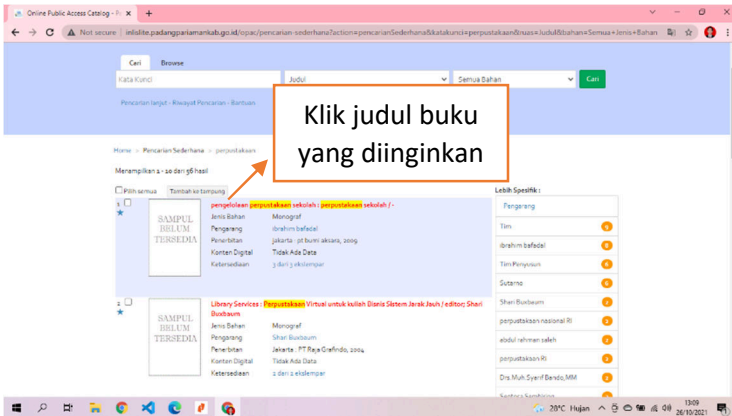 Online Public Access Catalog - Pe
Not secure | inlislite.padangpariamankab.go.id/opac/pencarian-sederhana?action=pencarianSederhana&katakunci=perpustakaan&ruas=Judul&bahan=Semua+Jenis+Bahan
Cari Browse
Kata Kunci Judul Semua Bahan Cari
Pencarian lanjut - Riwayat Pencarian - Bantuan
Klik judul buku
yang diinginkan
Home > Pencarian Sederhana > perpustakaan
Menampilkan 1 - 10 dari 56 hasil
Pilih semua Tambah ke tampung
Lebih Spesifik :
1
pengelolaan perpustakaan sekolah : perpustakaan sekolah / -
SAMPUL
BELUM
TERSEDIA
Jenis Bahan Monograf
Pengarang ibrahim bafadal
Penerbitan jakarta : pt bumi aksara, 2009
Konten Digital Tidak Ada Data
Ketersediaan 3 dari 3 ekslempar
2
Library Services : Perpustakaan Virtual untuk kuliah Bisnis Sistem Jarak Jauh / editor; Shari
Buxbaum
SAMPUL
BELUM
TERSEDIA
Jenis Bahan Monograf
Pengarang Shari Buxbaum
Penerbitan Jakarta : PT Raja Grafindo, 2004
Konten Digital Tidak Ada Data
Ketersediaan 2 dari 2 ekslempar
Pengarang
Tim
ibrahim bafadal
Tim Penyusun
Sutarno
Shari Buxbaum
perpustakaan nasional RI
abdul rahman saleh
perpustakaan RI
Drs.Muh.Syarif Bando,MM
28°C Hujan
13:09
26/10/2021